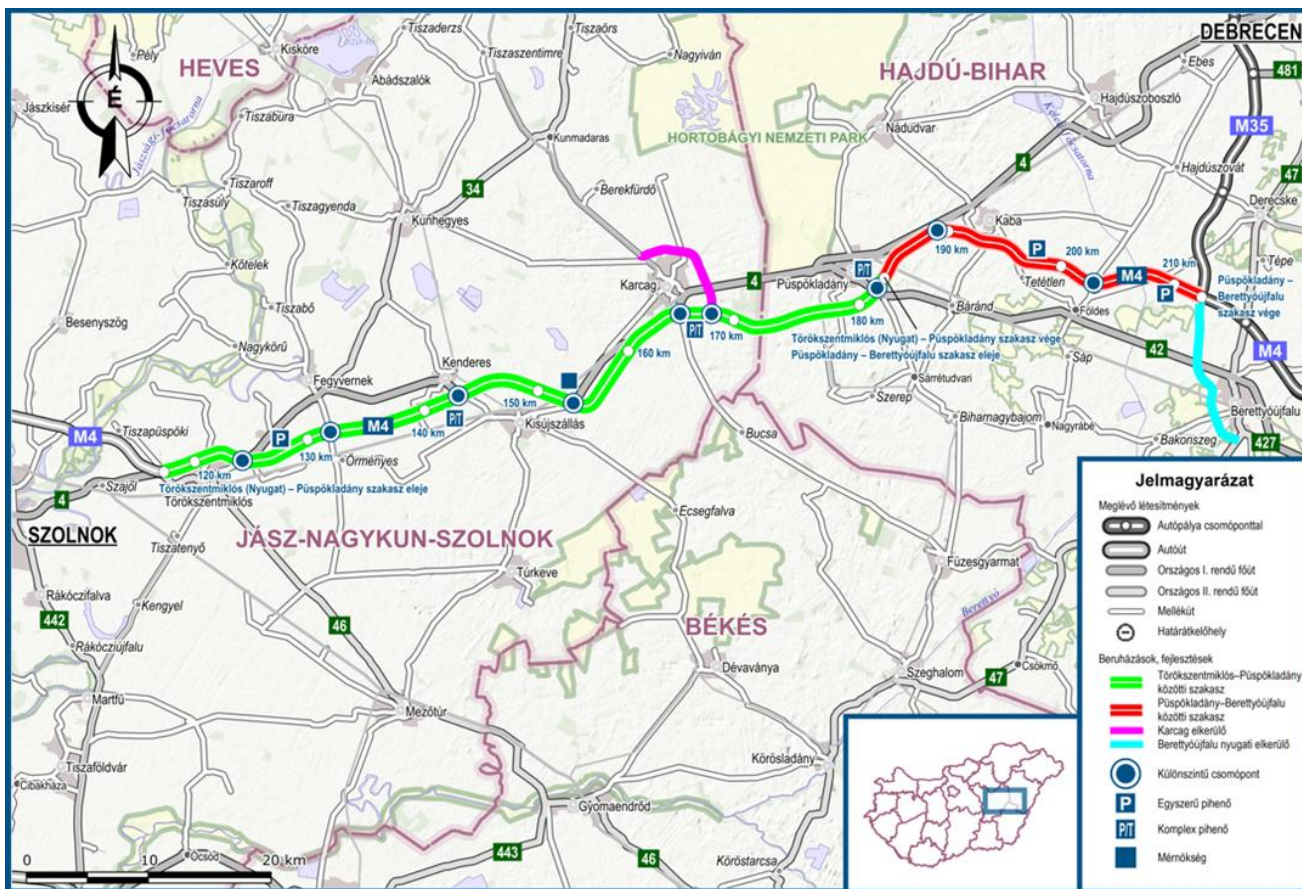 DEBRECEN
Pély
Kisköre
Tiszaderzs
Tiszaörs
Tiszaszentimre
Nagyiván
HEVES
Abádszalók
HAJDÚ-BIHAR
Ebes
481
É
Jászkisér
Hajdúszoboszló
Tiszabura
HORTOBÁGYI NEMZETI PARK
Nádudvar
M35
Kunmadaras
4
Hajdúszovát
47
34
Berekfürdő
Tiszaroff
Tiszasüly
Tiszagyenda
Kunhegyes
Derecske
Kaba
190 km
P
200 km
210 km
Tépe
Kőtelek
P/T
M4
Karcag
4
Püspökladány
Tetétlen
P
Püspökladány –
Berettyóújfalu
szakasz vége
Tiszabő
Báránd
Földes
Besenyszög
P/T
170 km
180 km
Törökszentmiklós (Nyugat) – Püspökladány szakasz vége
Püspökladány – Berettyóújfalu szakasz eleje
42
M4
Nagykörű
160 km
Sáp
Kenderes
Fegyvernek
Sárrétudvari
150 km
Szerep
Biharnagybajom
Nagyrábé
Berettyóújfalu
M4
Tiszapüspöki
P
M4
140 km
P/T
Kisújszállás
Bucsa
Bakonszeg
427
130 km
Örményes
120 km
Szajol
4
Törökszentmiklós (Nyugat) – Püspökladány szakasz eleje
Törökszentmiklós
Ecsegfalva
SZOLNOK
Tiszatenyő
JÁSZ-NAGYKUN-SZOLNOK
Füzesgyarmat
Túrkeve
Rákóczifalva
Kengyel
442
46
Berettyó
BÉKÉS
Rákócziújfalu
Dévaványa
Szeghalom
Csökmő
47
Martfű
Mezőtúr
Körösladány
Tiszaföldvár
Cibakháza
Gyomaendrőd
Öcsöd
443
46
Köröstarcsa
0 10 20 km
Jelmagyarázat
Meglévő létesítmények
Autópálya csomóponttal
Autóút
Országos I. rendű főút
Országos II. rendű főút
Mellékút
Határátkelőhely
Beruházások, fejlesztések
Törökszentmiklós–Püspökladány
közötti szakasz
Püspökladány–Berettyóújfalu
közötti szakasz
Karcag elkerülő
Berettyóújfalu nyugati elkerülő
Különszintű csomópont
P
Egyszerű pihenő
P/T
Komplex pihenő
Mérnökség